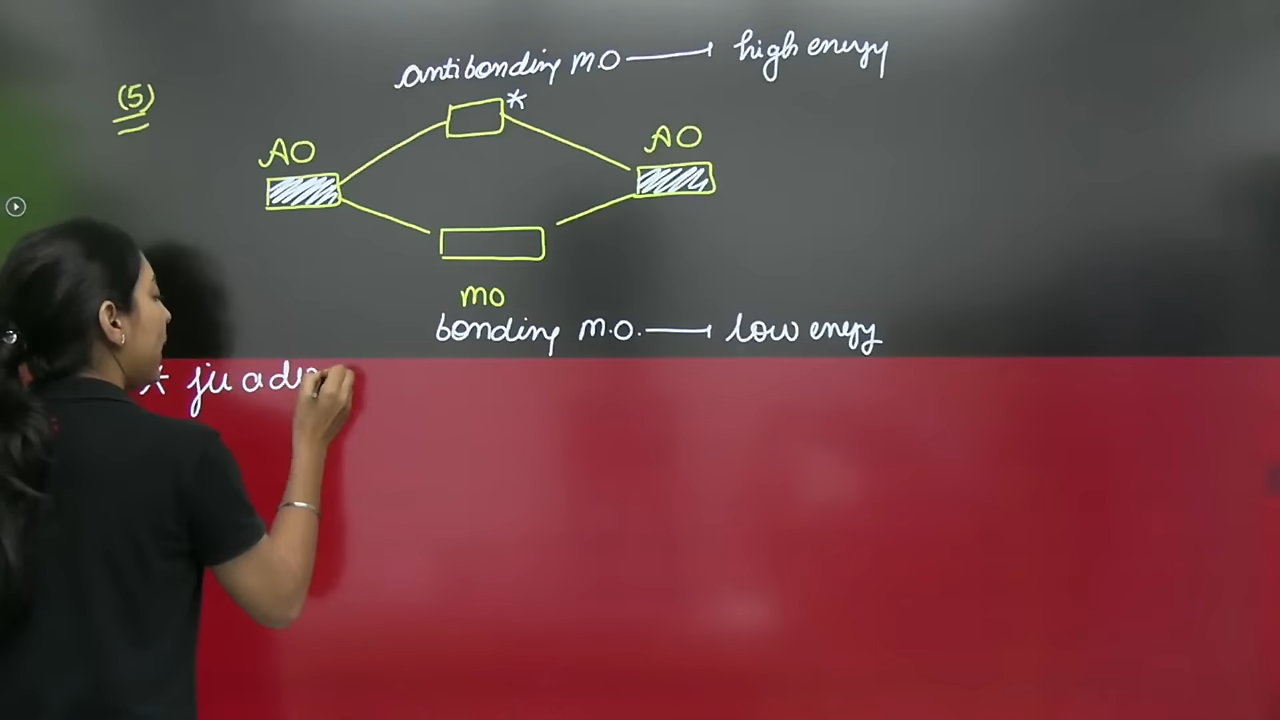 antibonding M.O → high energy
(5)
*
AO
AO
MO
bonding M.O. → low energy
*